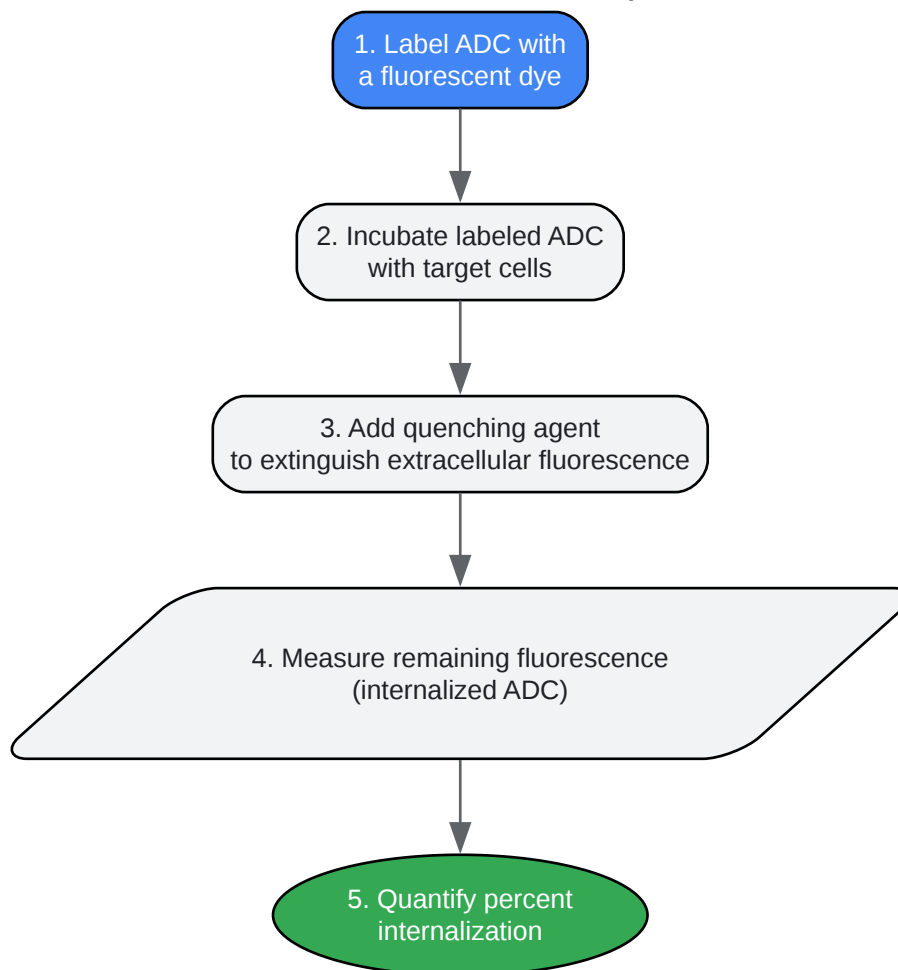 1. Label ADC with
a fluorescent dye
2. Incubate labeled ADC
with target cells
3. Add quenching agent
to extinguish extracellular fluorescence
4. Measure remaining fluorescence
(internalized ADC)
5. Quantify percent
internalization